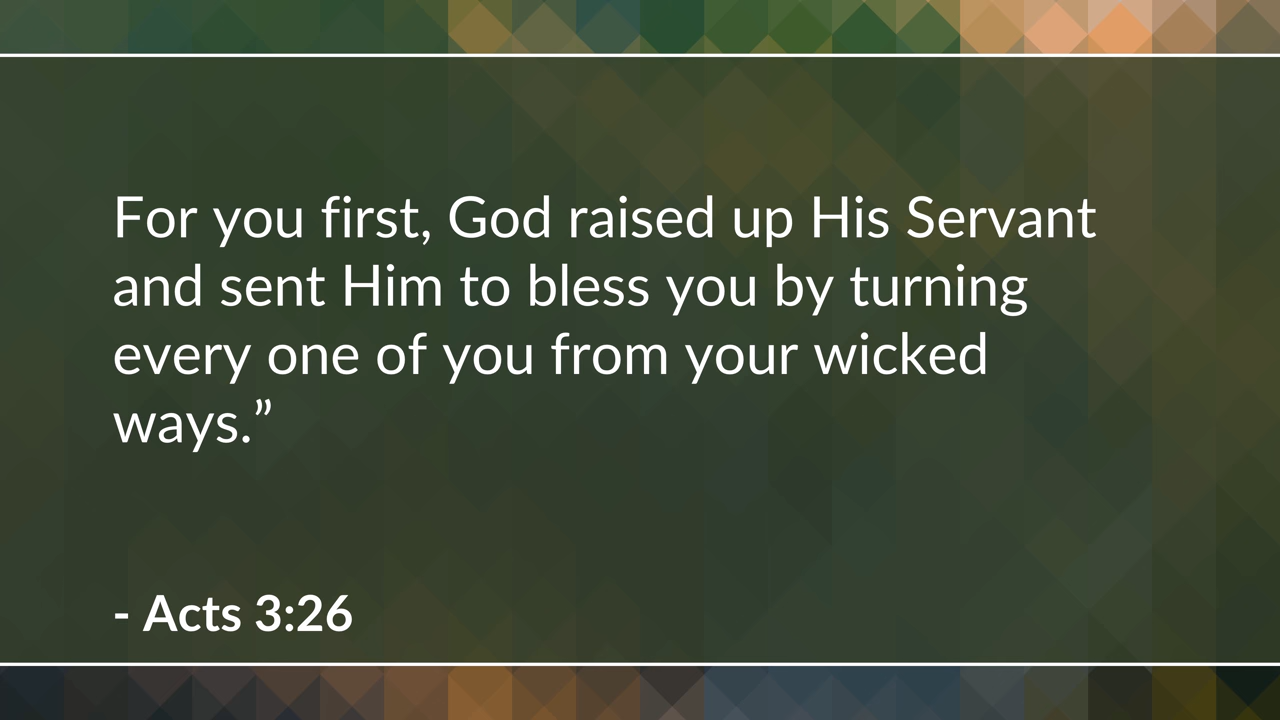 For you first, God raised up His Servant
and sent Him to bless you by turning
every one of you from your wicked
ways.”
- Acts 3:26